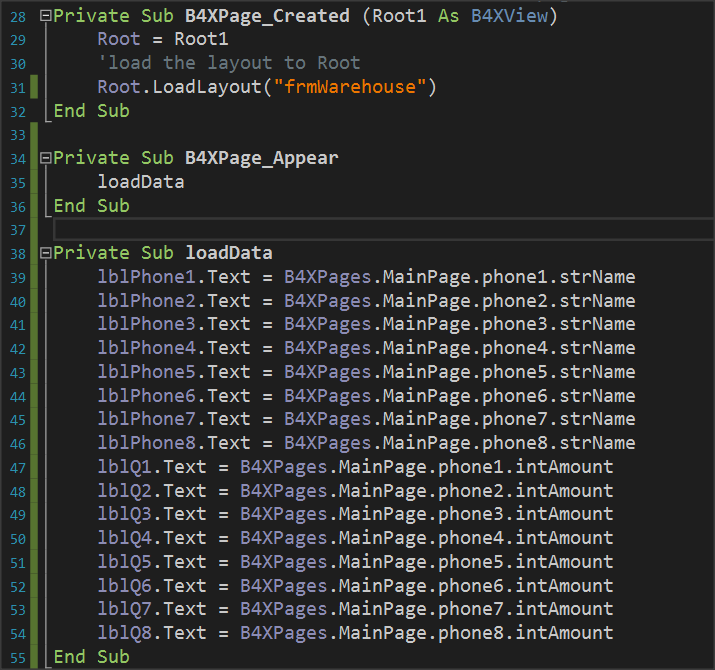 28 Private Sub B4XPage_Created (Root1 As B4XView)
29 Root = Root1
30 'load the layout to Root
31 Root.LoadLayout("frmWarehouse")
32 End Sub
33
34 Private Sub B4XPage_Appear
35 loadData
36 End Sub
37
38 Private Sub loadData
39 lblPhone1.Text = B4XPages.MainPage.phone1.strName
40 lblPhone2.Text = B4XPages.MainPage.phone2.strName
41 lblPhone3.Text = B4XPages.MainPage.phone3.strName
42 lblPhone4.Text = B4XPages.MainPage.phone4.strName
43 lblPhone5.Text = B4XPages.MainPage.phone5.strName
44 lblPhone6.Text = B4XPages.MainPage.phone6.strName
45 lblPhone7.Text = B4XPages.MainPage.phone7.strName
46 lblPhone8.Text = B4XPages.MainPage.phone8.strName
47 lblQ1.Text = B4XPages.MainPage.phone1.intAmount
48 lblQ2.Text = B4XPages.MainPage.phone2.intAmount
49 lblQ3.Text = B4XPages.MainPage.phone3.intAmount
50 lblQ4.Text = B4XPages.MainPage.phone4.intAmount
51 lblQ5.Text = B4XPages.MainPage.phone5.intAmount
52 lblQ6.Text = B4XPages.MainPage.phone6.intAmount
53 lblQ7.Text = B4XPages.MainPage.phone7.intAmount
54 lblQ8.Text = B4XPages.MainPage.phone8.intAmount
55 End Sub